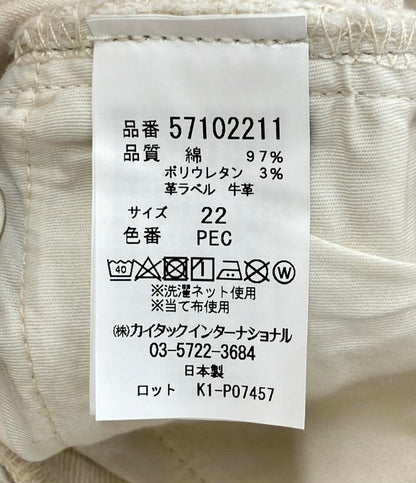 品番 57102211
品質 綿 97%
ポリウレタン 3%
革ラベル 牛革
サイズ 22
色番 PEC
40 W
※洗濯ネット使用
※当て布使用
㈱カイタックインターナショナル
03-5722-3684
日本製
ロット K1-P07457